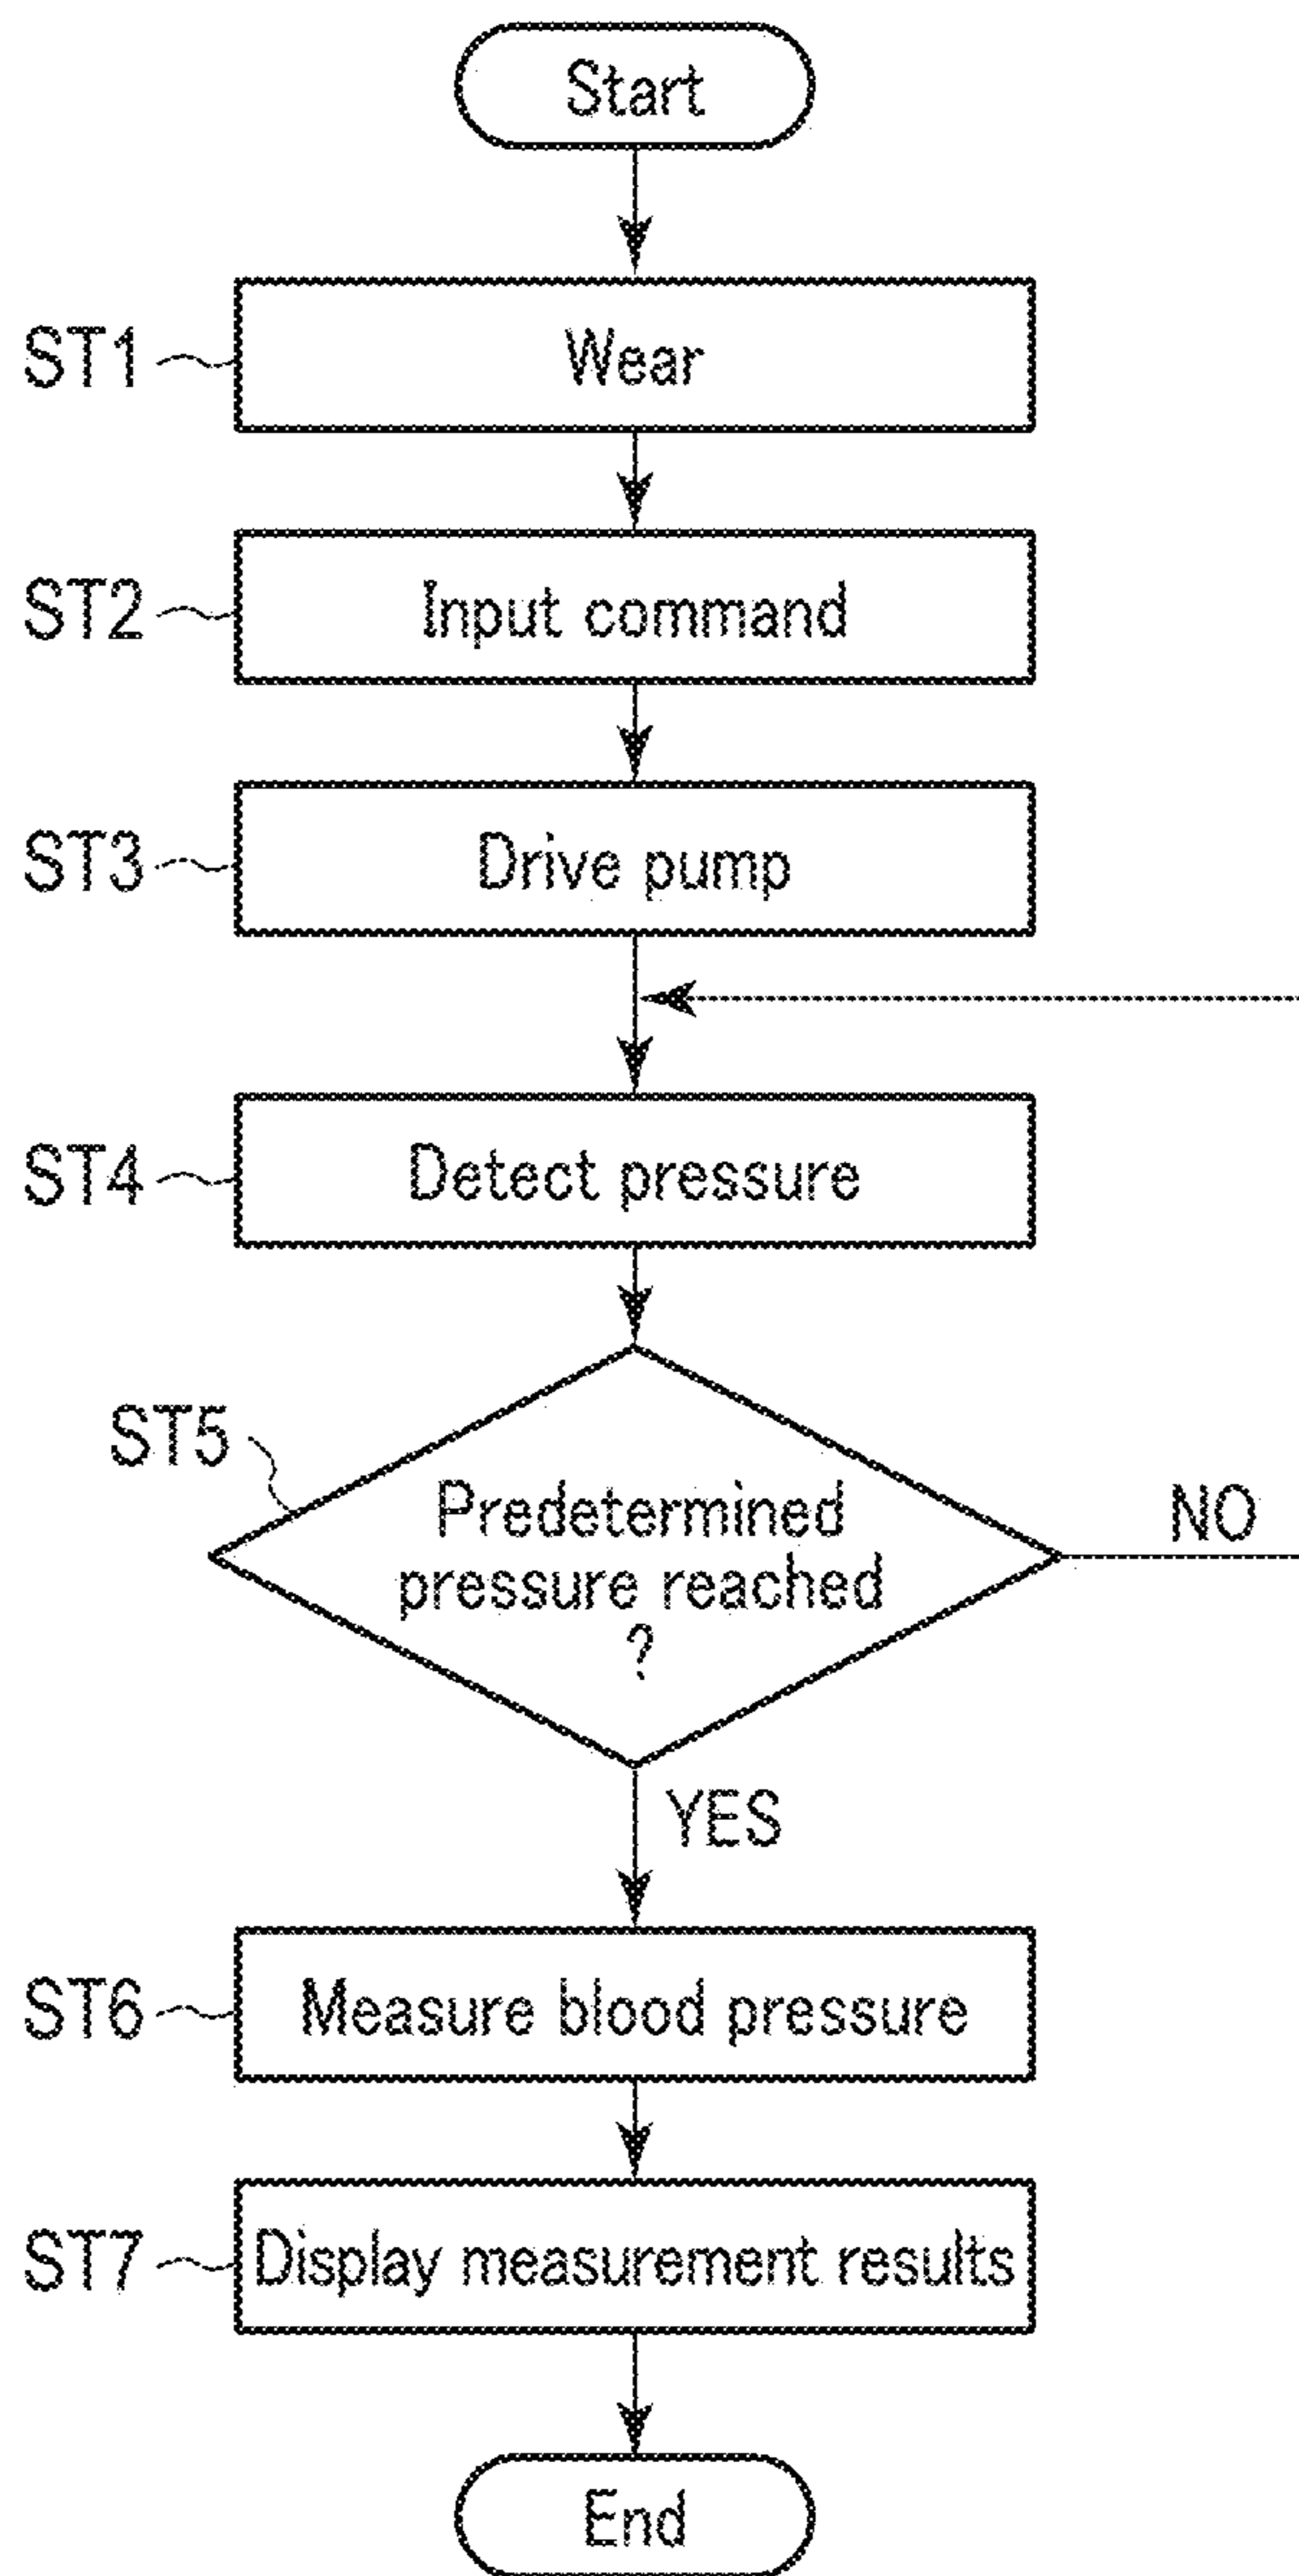 Start
ST1
Wear
ST2
Input command
ST3
Drive pump
ST4
Detect pressure
ST5
Predetermined
pressure reached
?
NO
YES
ST6
Measure blood pressure
ST7
Display measurement results
End